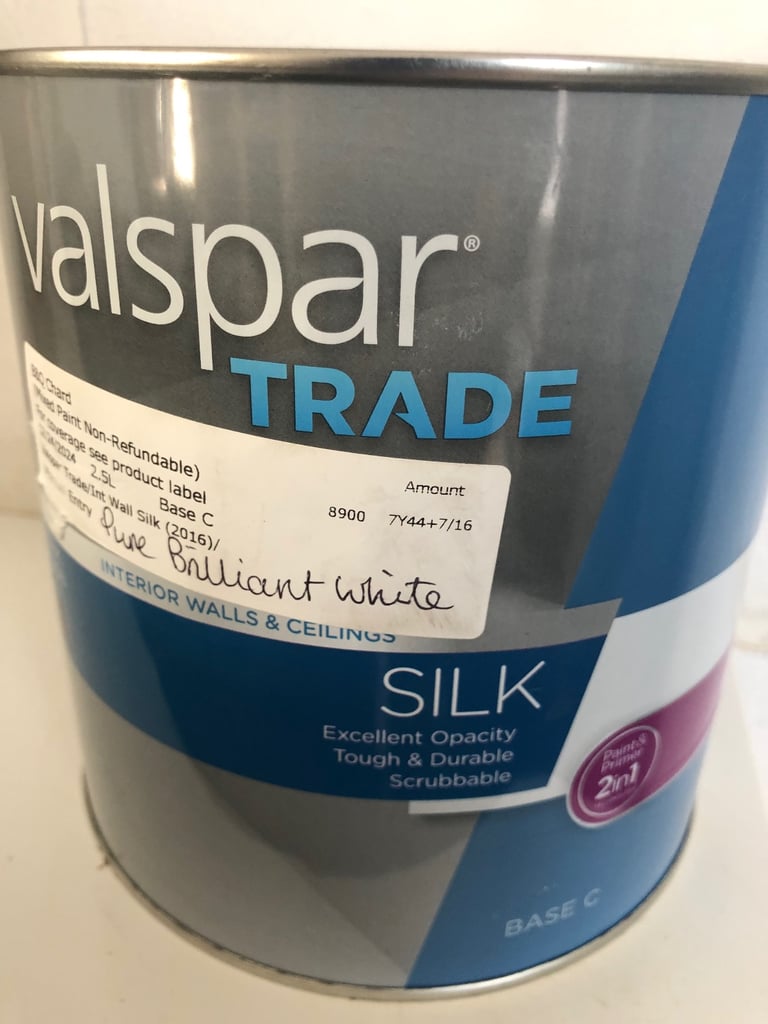 valspar®
TRADE
B&Q Chard
(Mixed Paint Non-Refundable)
For coverage see product label
2024 2.5L Base C
Trade/Int Wall Silk (2016)/
Entry
Amount
8900 7Y44+7/16
Pure Brilliant White
INTERIOR WALLS & CEILINGS
SILK
Excellent Opacity
Tough & Durable
Scrubbable
Paint &
Primer
2in1
BASE C